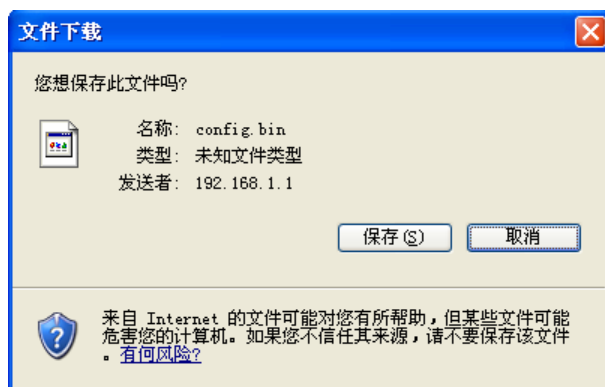 文件下载
您想保存此文件吗?
名称: config.bin
类型: 未知文件类型
发送者: 192.168.1.1
保存(S) 取消
来自 Internet 的文件可能对您有所帮助，但某些文件可能
危害您的计算机。如果您不信任其来源，请不要保存该文件
。有何风险?